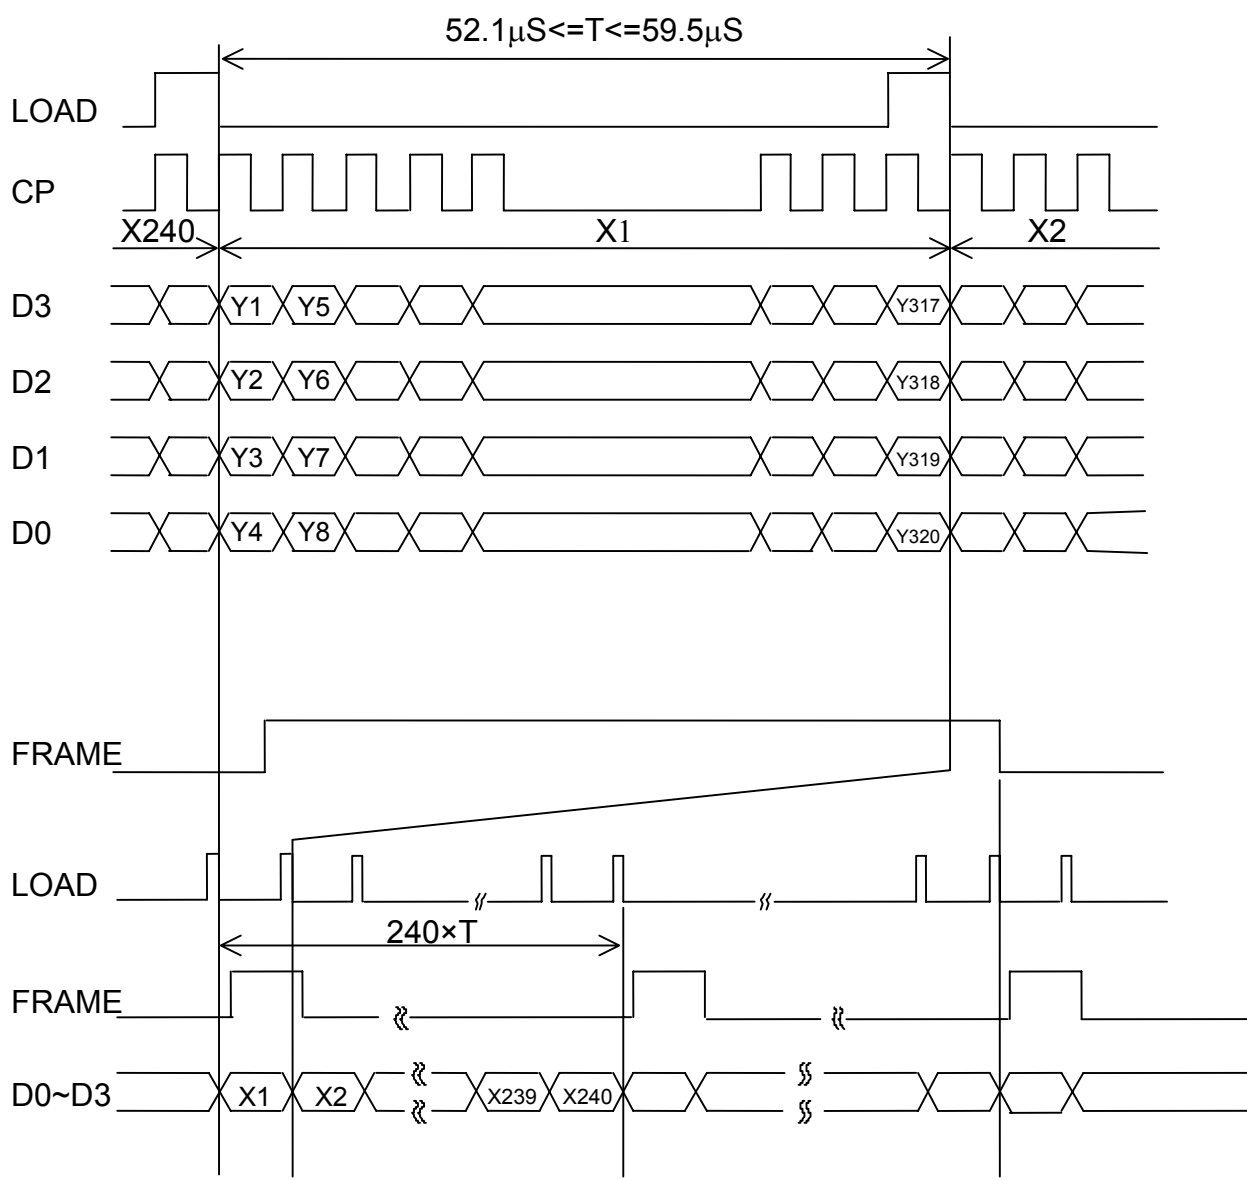 52.1μS<=T<=59.5μS
LOAD
CP
X240 X1 X2
D3 Y1 Y5 Y317
D2 Y2 Y6 Y318
D1 Y3 Y7 Y319
D0 Y4 Y8 Y320
FRAME
LOAD
240×T
FRAME
D0~D3 X1 X2 X239 X240